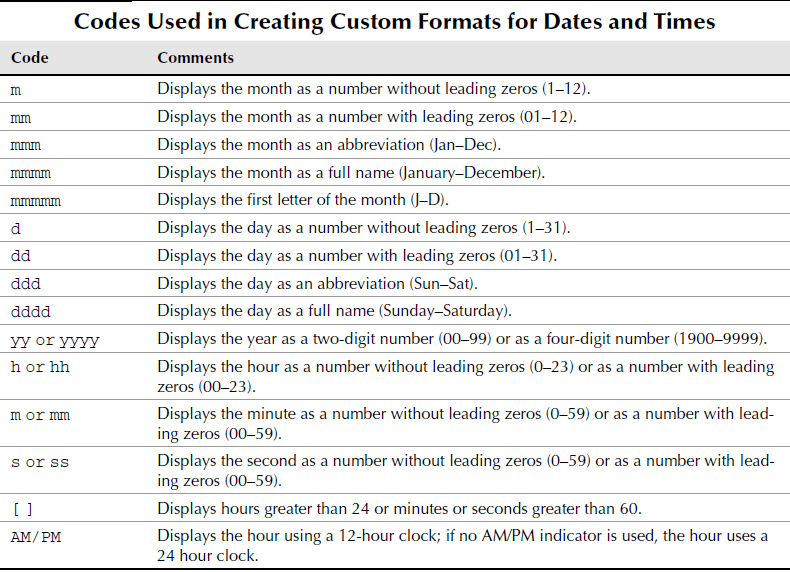 Codes Used in Creating Custom Formats for Dates and Times
Code Comments
m Displays the month as a number without leading zeros (1–12).
mm Displays the month as a number with leading zeros (01–12).
mmm Displays the month as an abbreviation (Jan–Dec).
mmmm Displays the month as a full name (January–December).
mmmmm Displays the first letter of the month (J–D).
d Displays the day as a number without leading zeros (1–31).
dd Displays the day as a number with leading zeros (01–31).
ddd Displays the day as an abbreviation (Sun–Sat).
dddd Displays the day as a full name (Sunday–Saturday).
yy or yyyy Displays the year as a two-digit number (00–99) or as a four-digit number (1900–9999).
h or hh Displays the hour as a number without leading zeros (0–23) or as a number with leading
zeros (00–23).
m or mm Displays the minute as a number without leading zeros (0–59) or as a number with lead-
ing zeros (00–59).
s or ss Displays the second as a number without leading zeros (0–59) or as a number with lead-
ing zeros (00–59).
[ ] Displays hours greater than 24 or minutes or seconds greater than 60.
AM/PM Displays the hour using a 12-hour clock; if no AM/PM indicator is used, the hour uses a
24 hour clock.